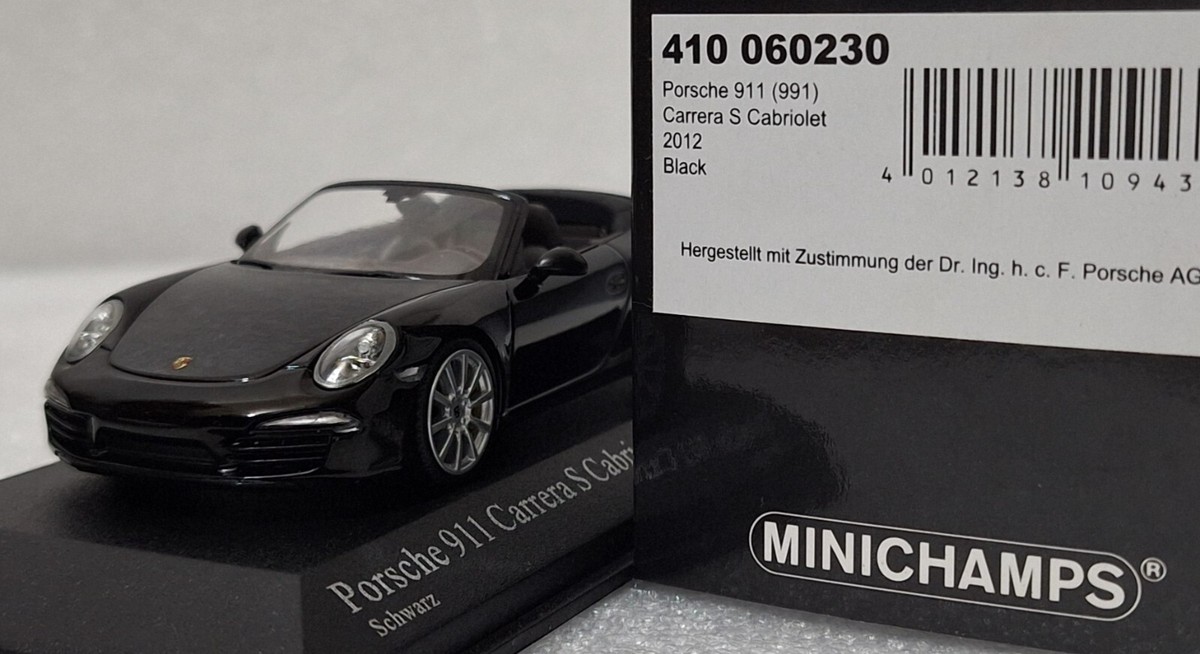 410 060230
Porsche 911 (991)
Carrera S Cabriolet
2012
Black
4 012138 10943
Hergestellt mit Zustimmung der Dr. Ing. h. c. F. Porsche AG
MINICHAMPS®
Porsche 911 Carrera S Cabri
Schwarz